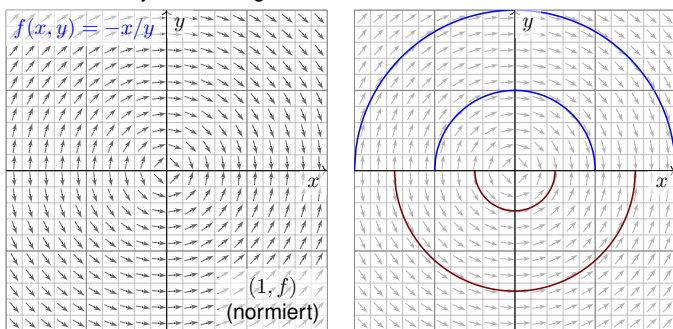 f(x, y) = −x/y
y
x
(1, f)
(normiert)
y
x